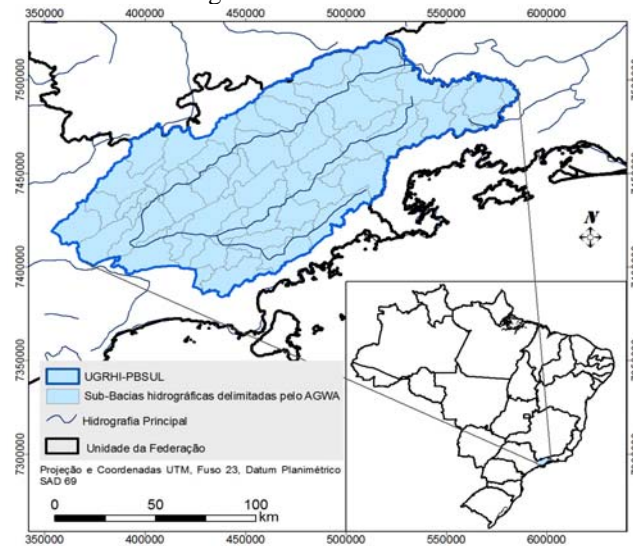 350000 400000 450000 500000 550000 600000
7500000
7450000
7400000
7350000
7300000
N
UGRHI-PBSUL
Sub-Bacias hidrográficas delimitadas pelo AGWA
Hidrografia Principal
Unidade da Federação
Projeção e Coordenadas UTM, Fuso 23, Datum Planimétrico
SAD 69
0 25 50 100
km
350000 400000 450000 500000 550000 600000